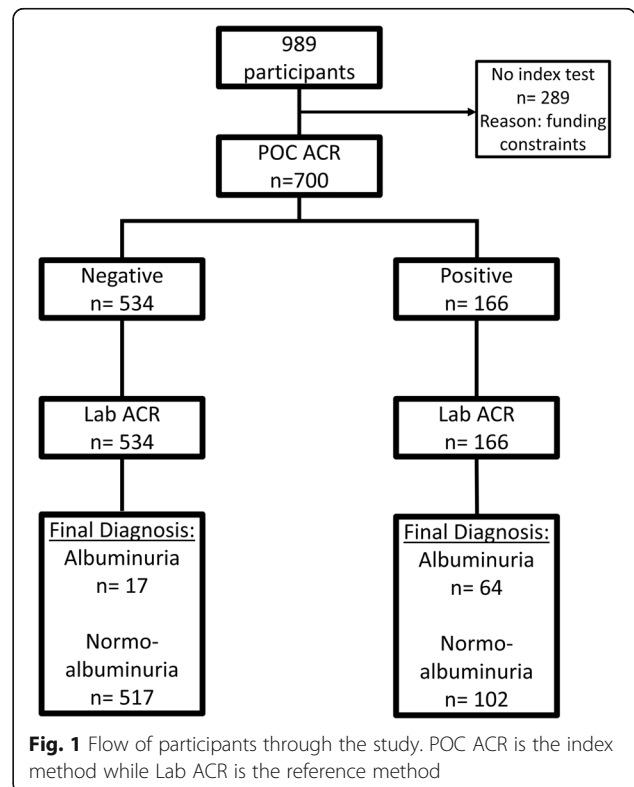 989
participants
No index test
n= 289
Reason: funding
constraints
POC ACR
n=700
Negative
n= 534
Positive
n= 166
Lab ACR
n= 534
Lab ACR
n= 166
Final Diagnosis:
Albuminuria
n= 17
Normo-
albuminuria
n= 517
Final Diagnosis:
Albuminuria
n= 64
Normo-
albuminuria
n= 102
Fig. 1 Flow of participants through the study. POC ACR is the index
method while Lab ACR is the reference method